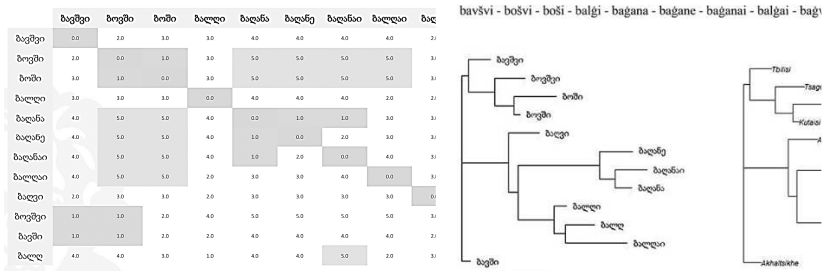 ბავშვი ბოვში ბოში ბალღი ბაღანა ბაღანე ბაღანაი ბალღაი
ბავშვი 0.0 2.0 3.0 3.0 4.0 4.0 4.0 4.0
ბოვში 2.0 0.0 1.0 3.0 5.0 5.0 5.0 5.0
ბოში 3.0 1.0 0.0 3.0 5.0 5.0 5.0 5.0
ბალღი 3.0 3.0 3.0 0.0 4.0 4.0 4.0 2.0
ბაღანა 4.0 5.0 5.0 4.0 0.0 1.0 1.0 3.0
ბაღანე 4.0 5.0 5.0 4.0 1.0 0.0 2.0 3.0
ბაღანაი 4.0 5.0 5.0 4.0 1.0 2.0 0.0 4.0
ბალღაი 4.0 5.0 5.0 2.0 3.0 3.0 4.0 0.0
ბაღვი 2.0 3.0 3.0 2.0 3.0 3.0 3.0 3.0
ბოვშვი 1.0 1.0 2.0 4.0 5.0 5.0 5.0 5.0
ბავში 1.0 1.0 2.0 3.0 4.0 4.0 4.0 4.0
ბალღ 4.0 4.0 3.0 1.0 4.0 4.0 5.0 2.0
bavšvi - bošvi - boši - balġi - baġana - baġane - baġanai - balġai -
ბავშვი
ბოვშვი
ბოში
ბოვში
ბაღვი
ბაღანე
ბაღანაი
ბაღანა
ბალღი
ბალღ
ბალღაი
ბავში
Tbilisi
Kutaisi
Akhaltsikhe